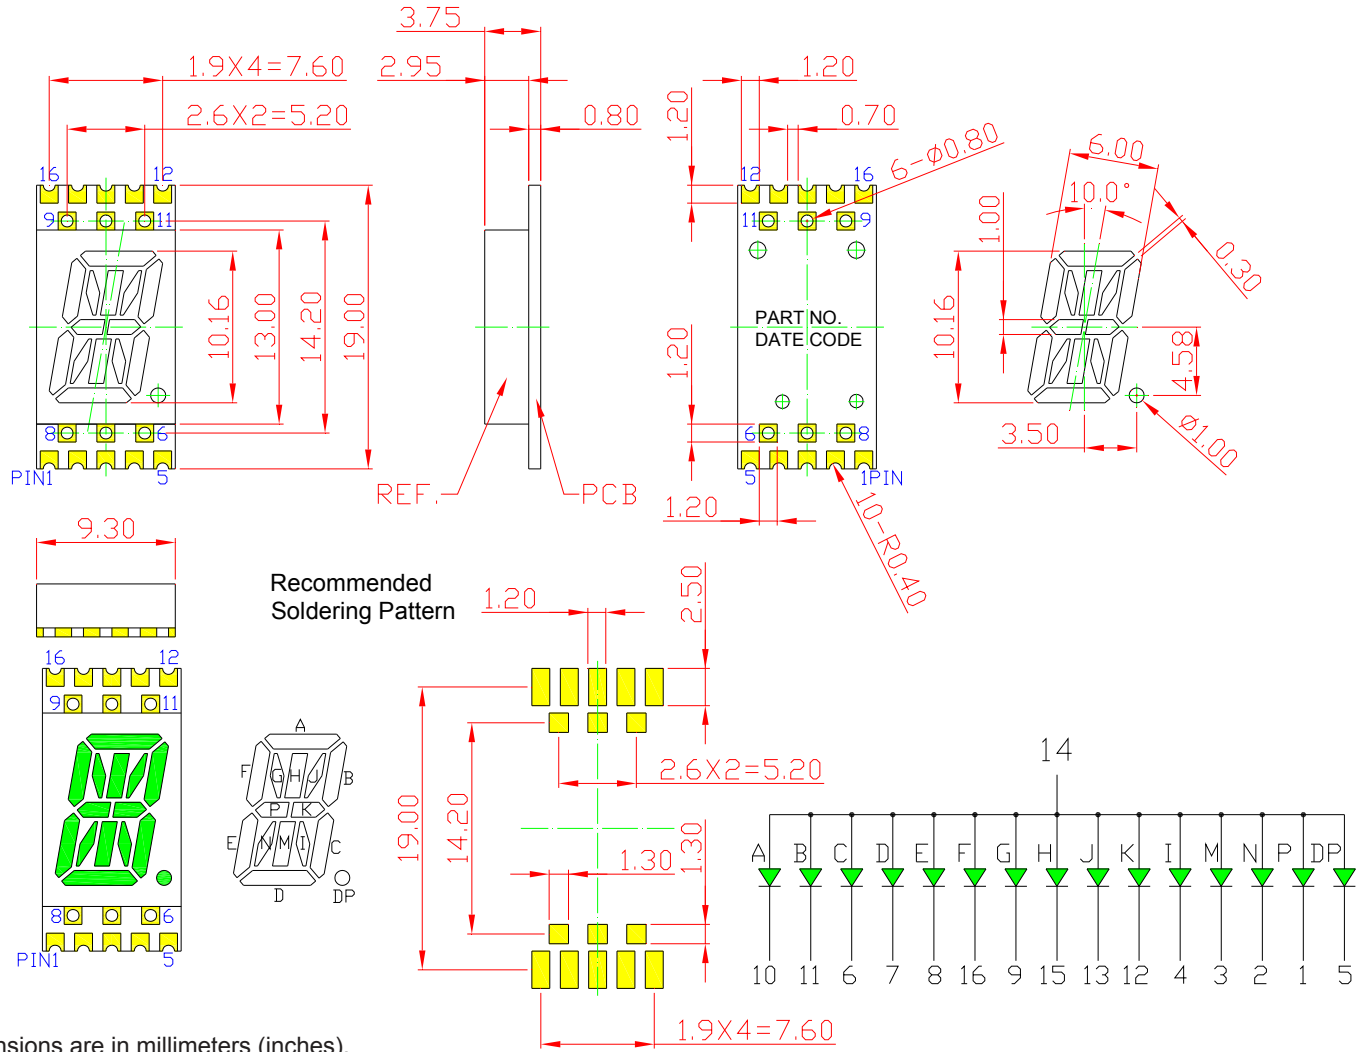 3.75
1.9X4=7.60
2.95
1.20
2.6X2=5.20
0.80
1.20
0.70
6-Ø0.80
6.00
16
12
12
16
10.0°
9
11
11
9
1.00
0.30
10.16
13.00
14.20
19.00
PART NO.
DATE CODE
10.16
4.58
1.20
8
6
6
8
3.50
Ø1.00
PIN1
5
REF.
PCB
5
1PIN
1.20
10-R0.40
9.30
Recommended
Soldering Pattern
1.20
2.50
16
12
9
11
A
F
G
H
J
B
P
K
E
N
M
I
C
D
DP
19.00
14.20
2.6X2=5.20
1.30
1.30
14
A B C D E F G H J K I M N P DP
8
6
PIN1
5
10 11 6 7 8 16 9 15 13 12 4 3 2 1 5
1.9X4=7.60
are in millimeters (inches).